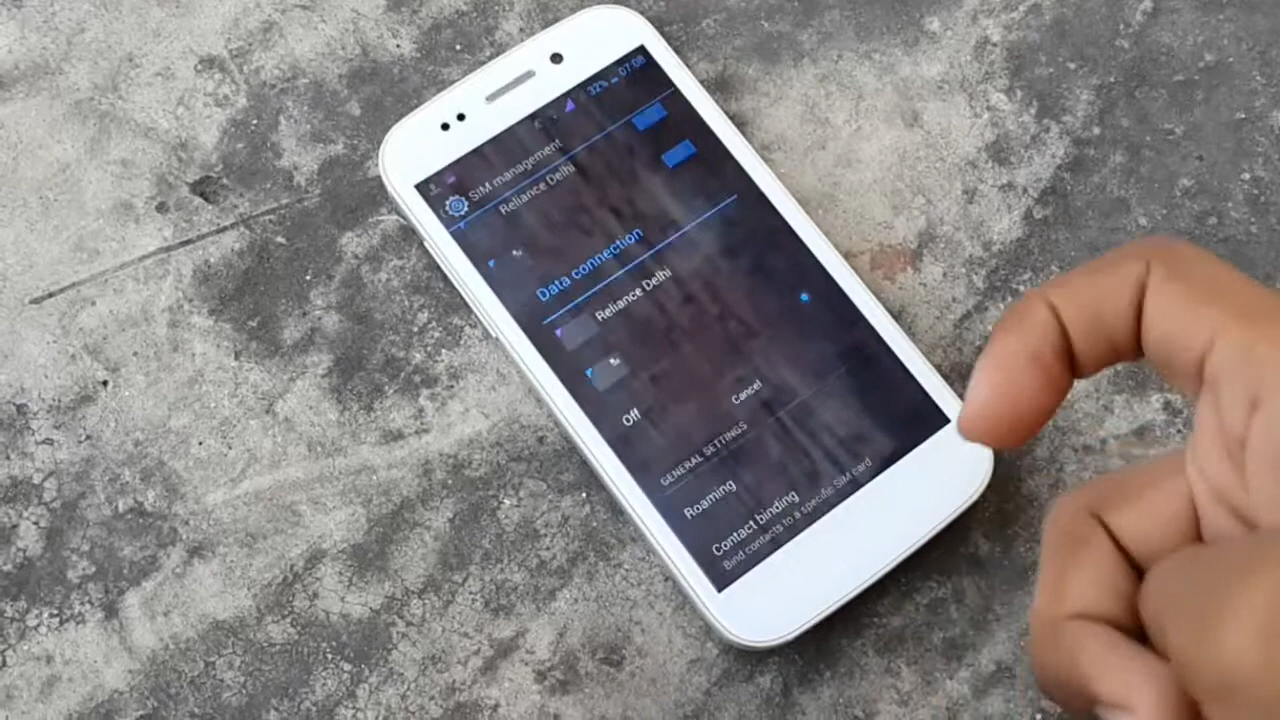 32% 07:08
SIM management
Reliance Delhi
Data connection
Reliance Delhi
Off
Cancel
GENERAL SETTINGS
Roaming
Contact binding
Bind contacts to a specific SIM card